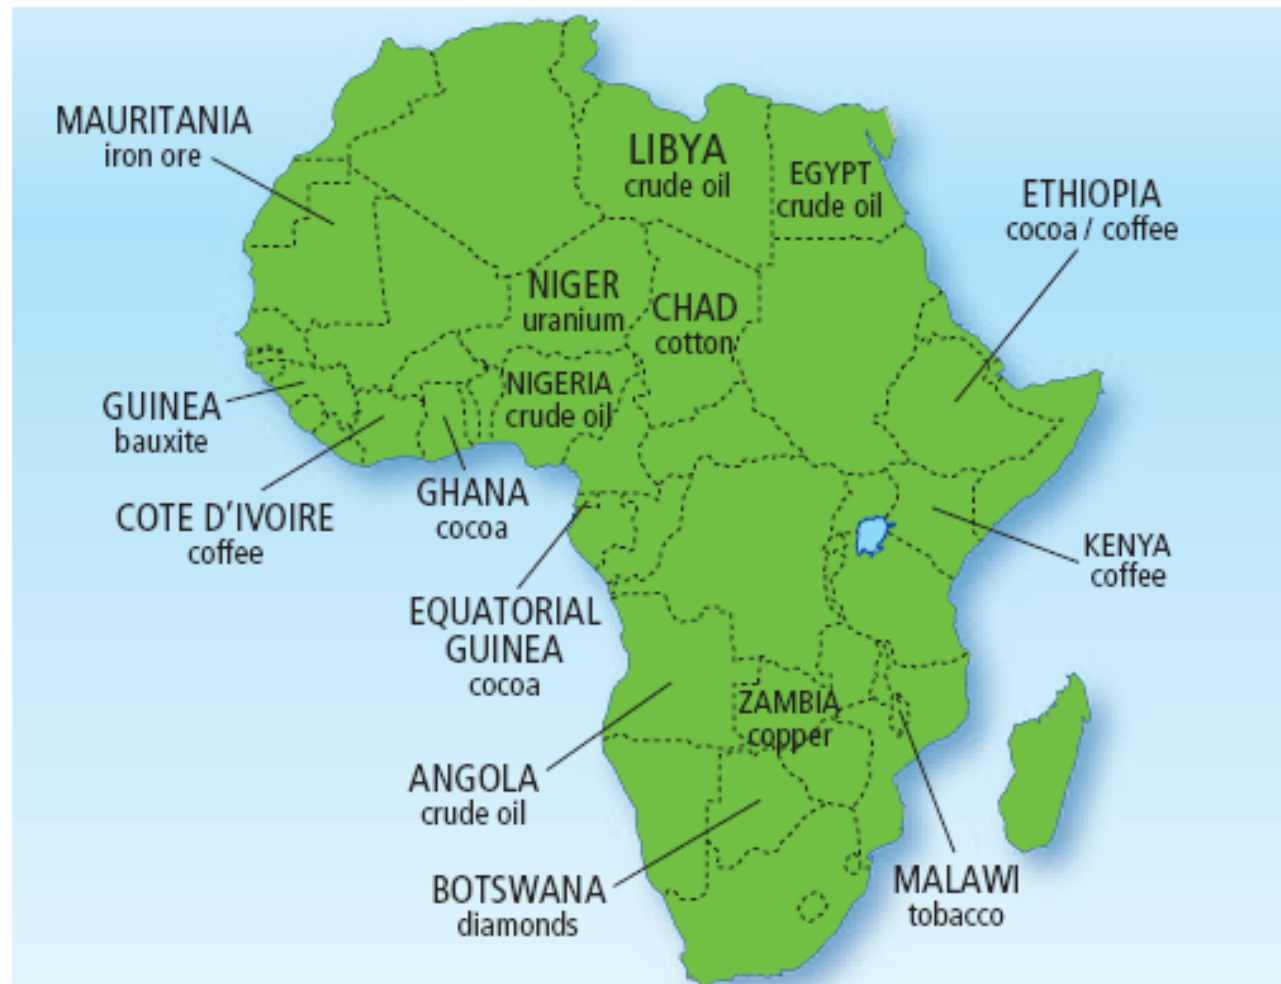 MAURITANIA
iron ore
LIBYA
crude oil
EGYPT
crude oil
ETHIOPIA
cocoa / coffee
NIGER
uranium
CHAD
cotton
NIGERIA
crude oil
GUINEA
bauxite
COTE D'IVOIRE
coffee
GHANA
cocoa
KENYA
coffee
EQUATORIAL
GUINEA
cocoa
ZAMBIA
copper
ANGOLA
crude oil
BOTSWANA
diamonds
MALAWI
tobacco